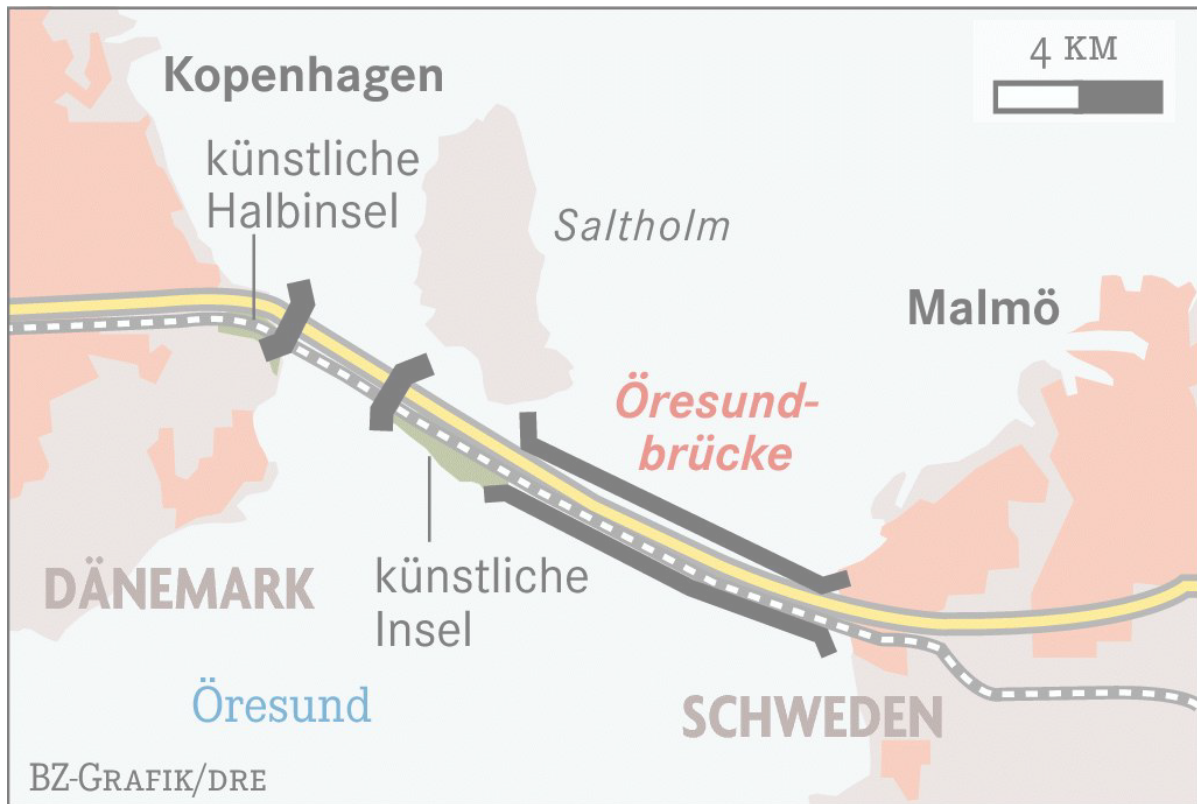 4 KM
Kopenhagen
künstliche
Halbinsel
Saltholm
Malmö
Öresund-
brücke
künstliche
Insel
DÄNEMARK
Öresund
SCHWEDEN
BZ-GRAFIK/DRE